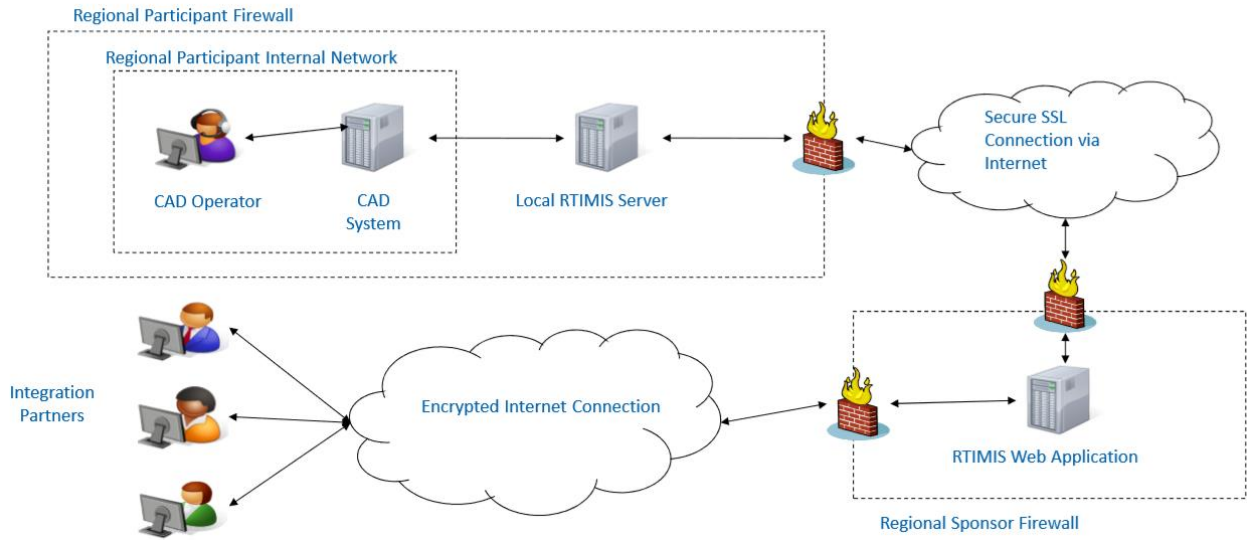 Regional Participant Firewall
Regional Participant Internal Network
CAD Operator
CAD
System
Local RTIMIS Server
Secure SSL
Connection via
Internet
Integration
Partners
Encrypted Internet Connection
RTIMIS Web Application
Regional Sponsor Firewall